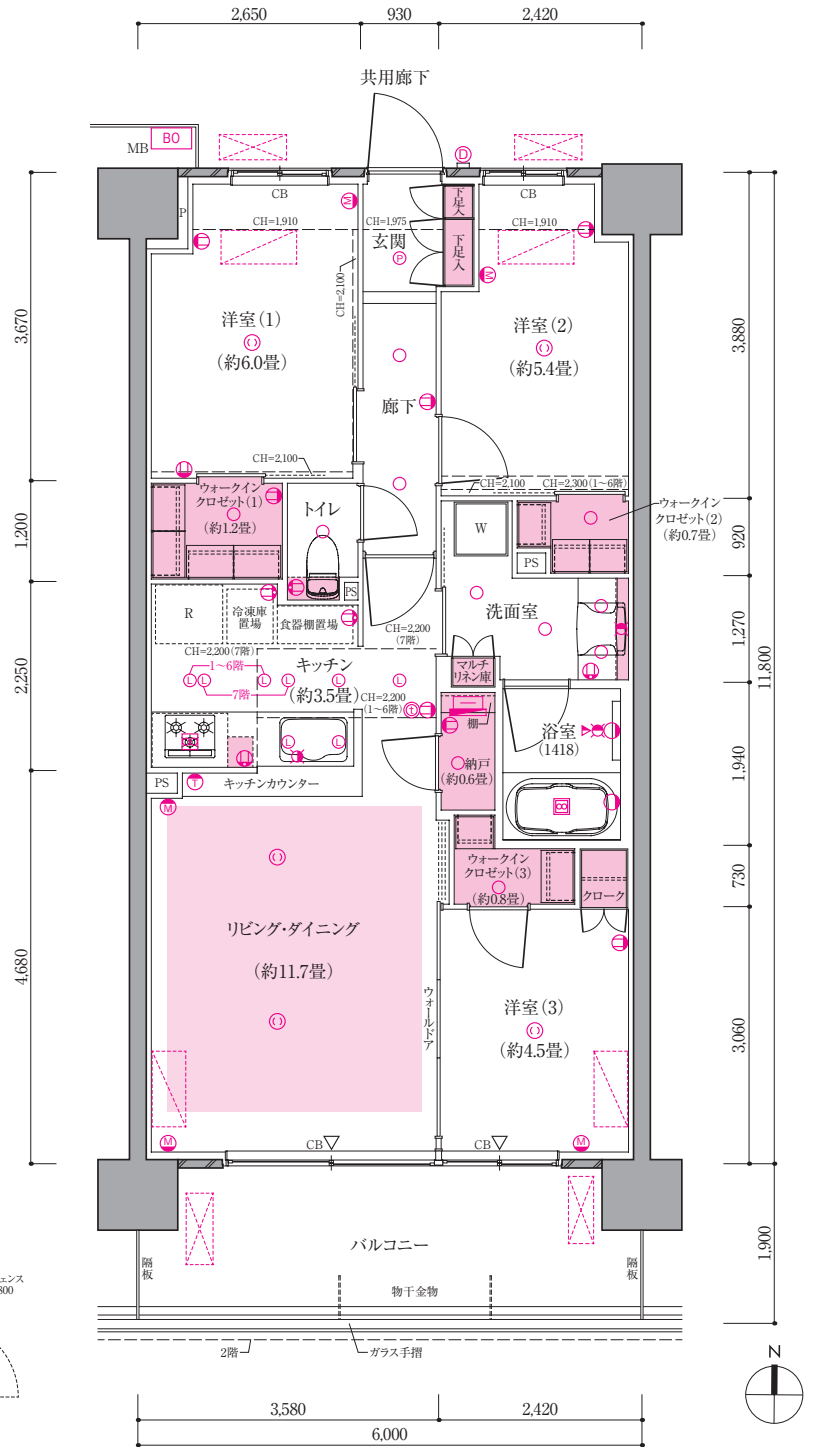 2,650
930
2,420
共用廊下
MB
BO
D
CB
CB
P
M
CH=1,910
CH=1,975
玄関
P
下足入
下足入
CH=1,910
M
CH=2,100
洋室(1)
(約6.0畳)
洋室(2)
(約5.4畳)
廊下
3,670
3,880
CH=2,100
CH=2,100
CH=2,300(1~6階)
ウォークイン
クロゼット(1)
(約1.2畳)
トイレ
W
PS
ウォークイン
クロゼット(2)
(約0.7畳)
1,200
920
R
冷凍庫
置場
食器棚置場
PS
洗面室
CH=2,200(7階)
CH=2,200
(7階)
1~6階
L
L
L
L
L
L
7階
キッチン
(約3.5畳)
CH=2,200
(1~6階)
t
マルチ
リネン庫
棚
納戸
(約0.6畳)
浴室
(1418)
2,250
1,270
11,800
1,940
L
L
PS
T
キッチンカウンター
M
ウォークイン
クロゼット(3)
(約0.8畳)
クローク
730
リビング・ダイニング
(約11.7畳)
ウォールドア
洋室(3)
(約4.5畳)
4,680
3,060
M
CB
CB
M
バルコニー
隔板
隔板
物干金物
1,900
ェンス
800
2階
ガラス手摺
N
3,580
2,420
6,000